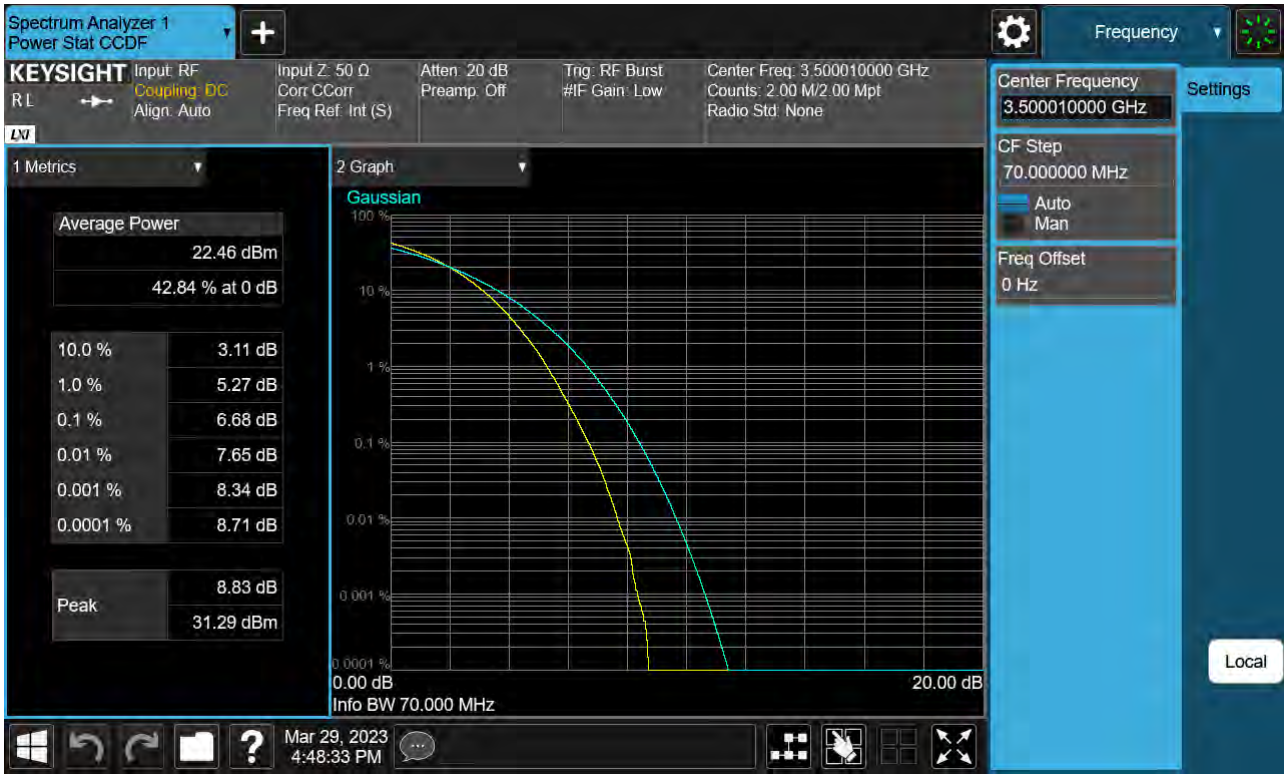 Spectrum Analyzer 1
Power Stat CCDF
+
Frequency
KEYSIGHT
RL
LXI
Input: RF
Coupling: DC
Align: Auto
Input Z: 50 Ω
Corr CCorr
Freq Ref: Int (S)
Atten: 20 dB
Preamp: Off
Trig: RF Burst
#IF Gain: Low
Center Freq: 3.500010000 GHz
Counts: 2.00 M/2.00 Mpt
Radio Std: None
Center Frequency
3.500010000 GHz
Settings
CF Step
70.000000 MHz
Auto
Man
Freq Offset
0 Hz
1 Metrics
Average Power
22.46 dBm
42.84 % at 0 dB
10.0 % 3.11 dB
1.0 % 5.27 dB
0.1 % 6.68 dB
0.01 % 7.65 dB
0.001 % 8.34 dB
0.0001 % 8.71 dB
Peak
8.83 dB
31.29 dBm
2 Graph
Gaussian
100 %
10 %
1 %
0.1 %
0.01 %
0.001 %
0.0001 %
0.00 dB 20.00 dB
Info BW 70.000 MHz
Local
?
Mar 29, 2023
4:48:33 PM